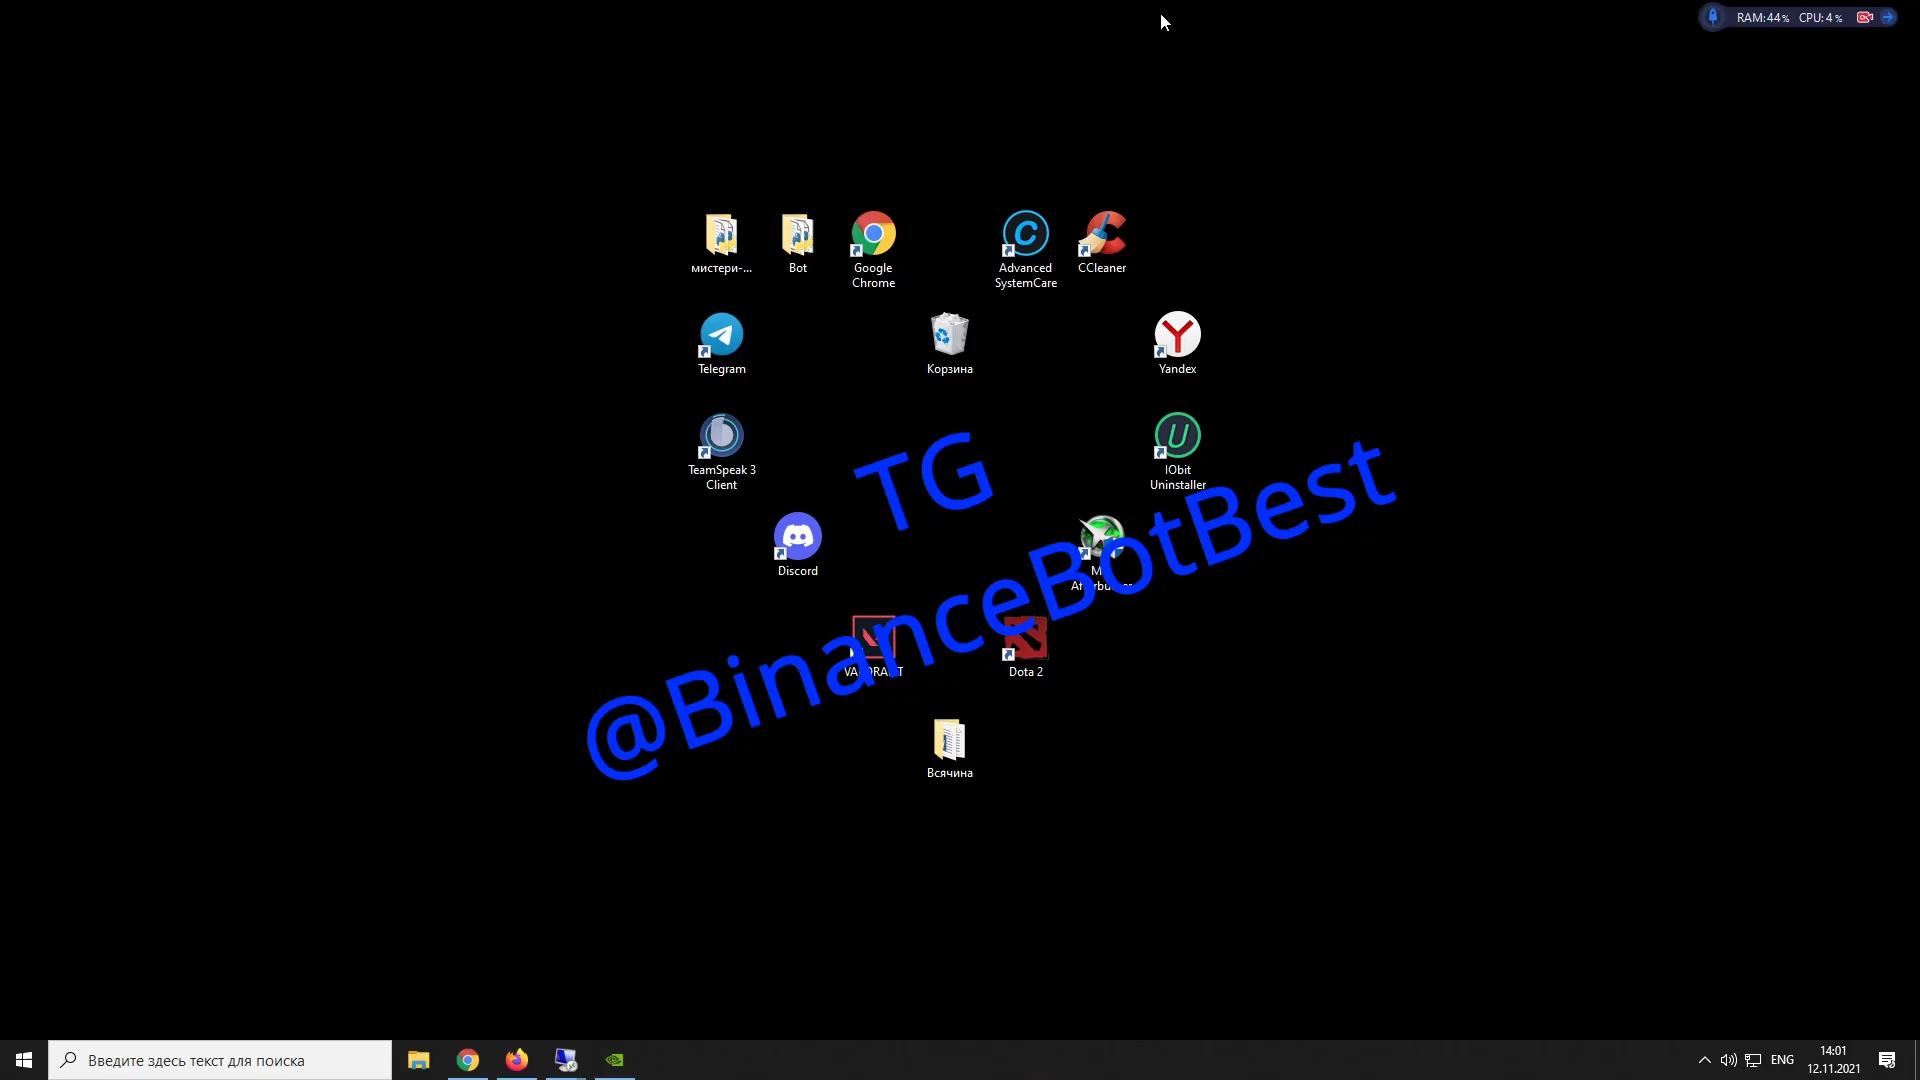 RAM: 44% CPU: 4%
мистери-...
Bot
Google
Chrome
Advanced
SystemCare
CCleaner
Telegram
Корзина
Yandex
TeamSpeak 3
Client
IObit
Uninstaller
TG
@BinanceBotBest
Discord
Dota 2
Всячина
Введите здесь текст для поиска
ENG
14:01
12.11.2021